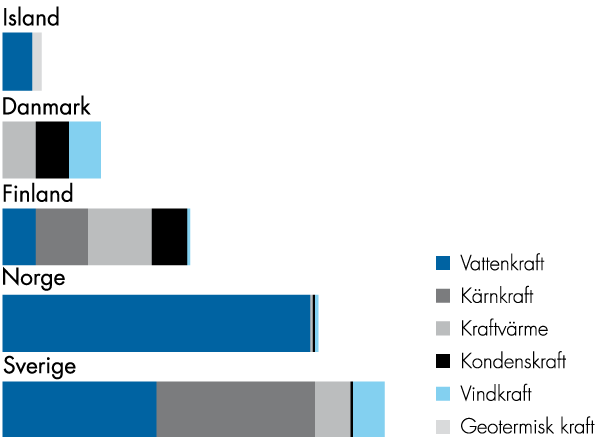 Island
Danmark
Finland
Norge
Sverige
Vattenkraft
Kärnkraft
Kraftvärme
Kondenskraft
Vindkraft
Geotermisk kraft